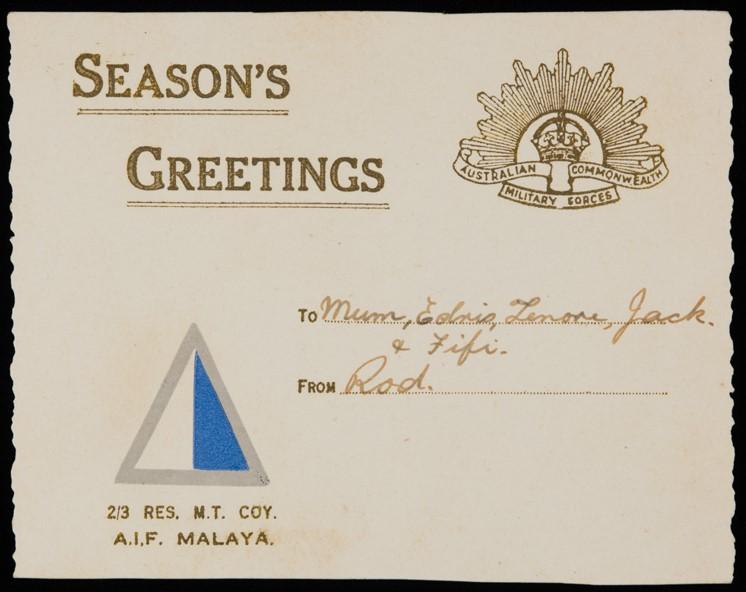 SEASON'S
GREETINGS
AUSTRALIAN COMMONWEALTH
MILITARY FORCES
TO Mum, Edris, Lenore, Jack.
& Fifi.
FROM Rod.
2/3 RES. M.T. COY.
A.I.F. MALAYA.